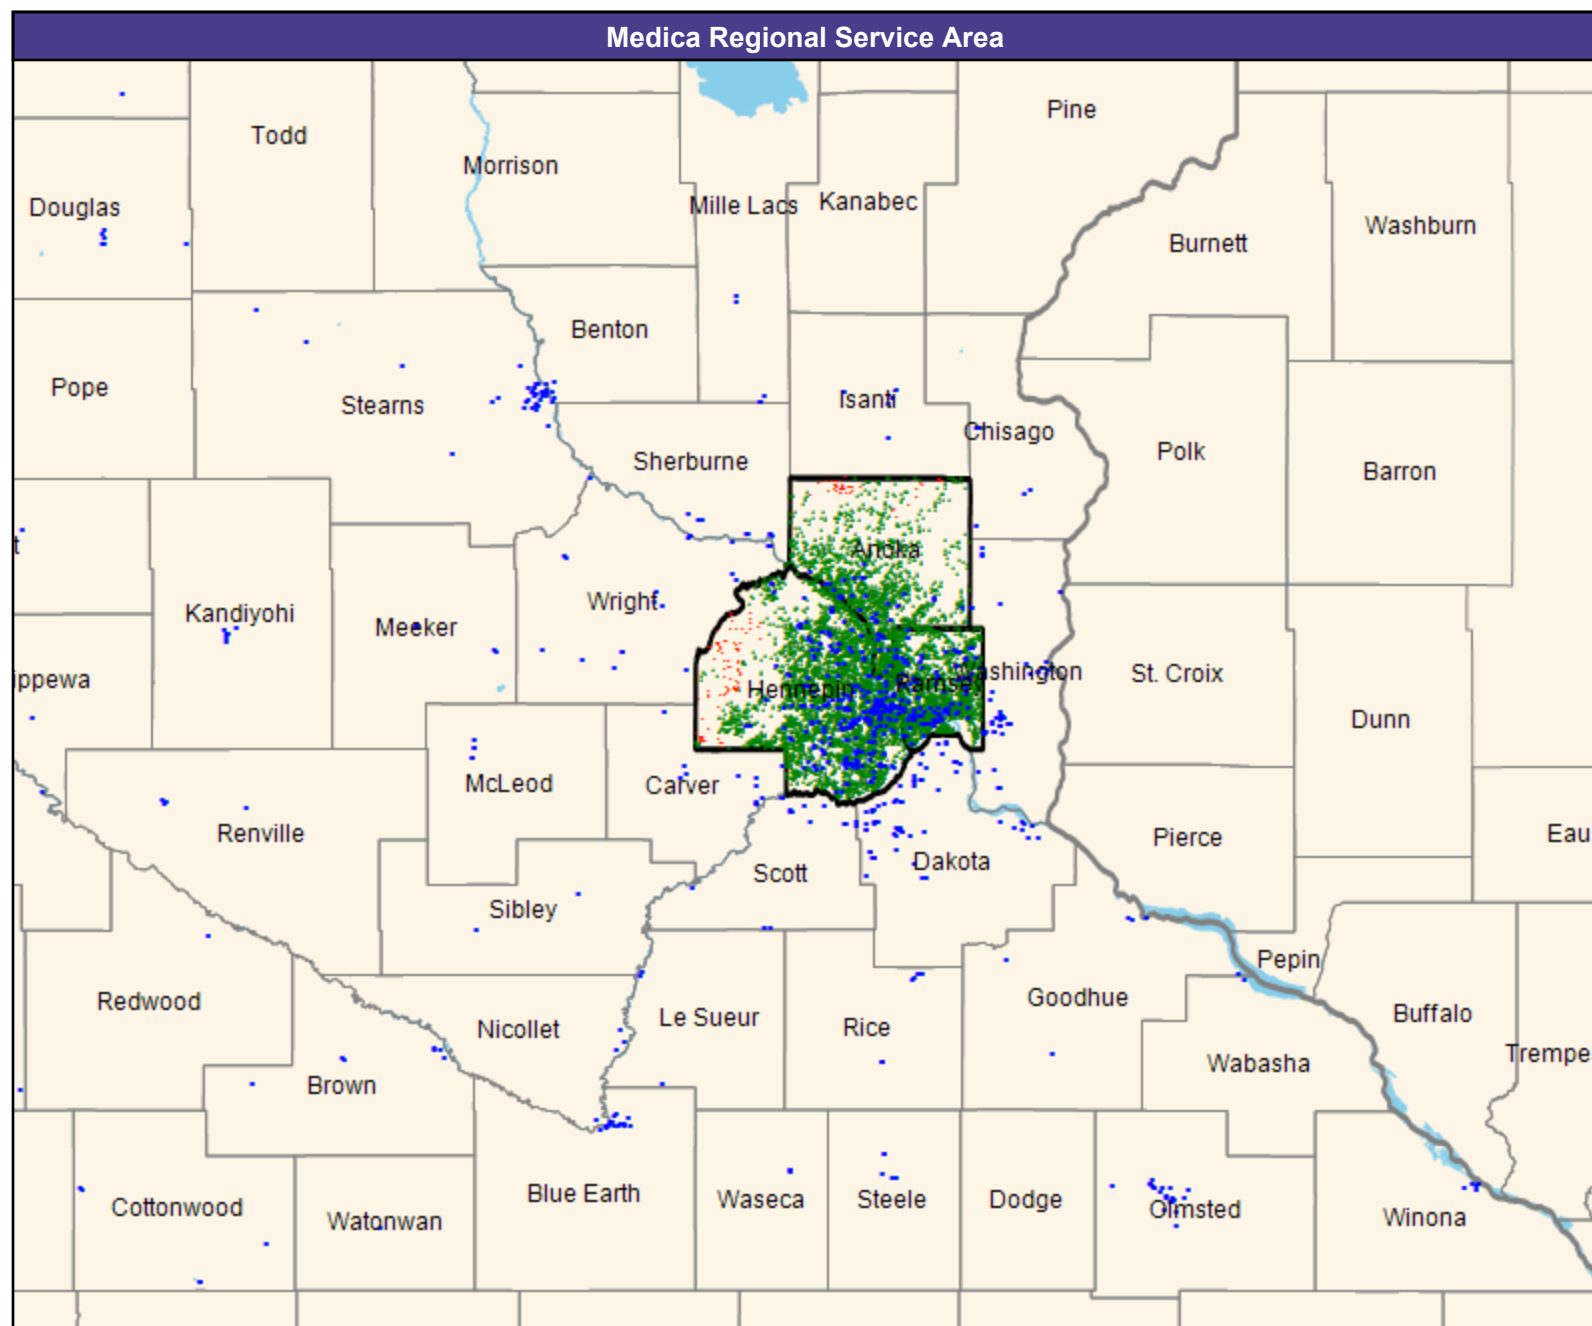 Medica Regional Service Area
Pine
Todd
Morrison
Mille Lacs
Kanabec
Douglas
Washburn
Burnett
Benton
Pope
Stearns
Isanti
Chisago
Polk
Sherburne
Barron
Anoka
t
Wright
Kandiyohi
Meeker
Washington
St. Croix
ippewa
Hennepin
Ramsey
Dunn
McLeod
Carver
Renville
Pierce
Eau
Scott
Dakota
Sibley
Pepin
Redwood
Goodhue
Nicollet
Le Sueur
Rice
Buffalo
Trempe
Wabasha
Brown
Blue Earth
Waseca
Steele
Dodge
Cottonwood
Watonwan
Olmsted
Winona